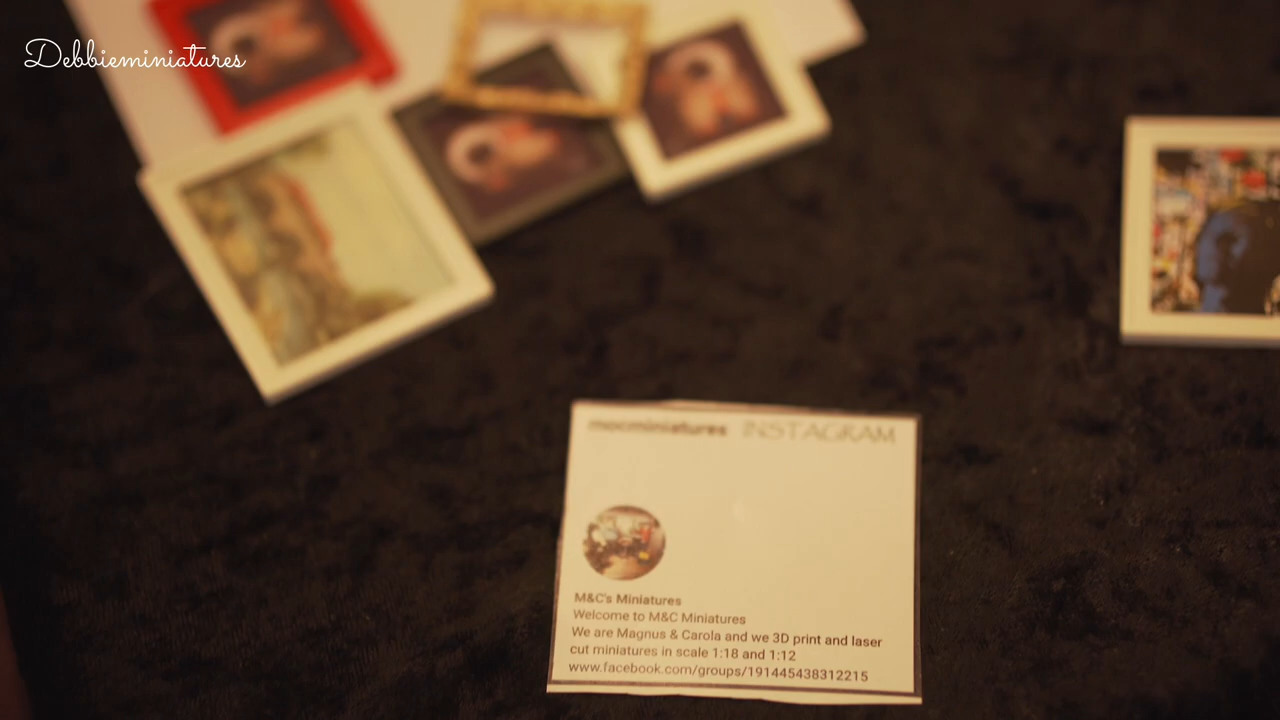 Debbieminiatures
mocminiatures INSTAGRAM
M&C's Miniatures
Welcome to M&C Miniatures
We are Magnus & Carola and we 3D print and laser
cut miniatures in scale 1:18 and 1:12
www.facebook.com/groups/191445438312215